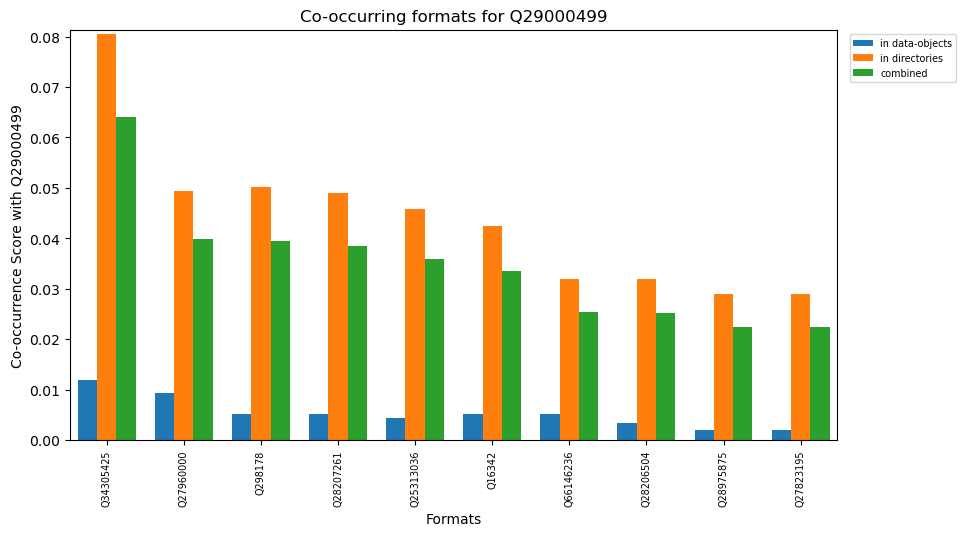 Co-occurring formats for Q29000499
in data-objects
in directories
combined
Co-occurrence Score with Q29000499
0.08
0.07
0.06
0.05
0.04
0.03
0.02
0.01
0.00
Q34305425
Q27960000
Q298178
Q28207261
Q25313036
Q16342
Q66146236
Q28206504
Q28975875
Q27823195
Formats